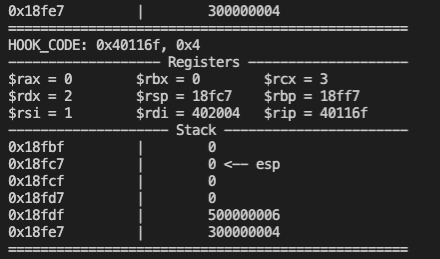 0x18fe7 | 300000004
==================================================
HOOK_CODE: 0x40116f, 0x4
------------------- Registers -----------------------
$rax = 0 $rbx = 0 $rcx = 3
$rdx = 2 $rsp = 18fc7 $rbp = 18ff7
$rsi = 1 $rdi = 402004 $rip = 40116f
-------------------- Stack -----------------------
0x18fbf | 0
0x18fc7 | 0 <-- esp
0x18fcf | 0
0x18fd7 | 0
0x18fdf | 500000006
0x18fe7 | 300000004
==================================================